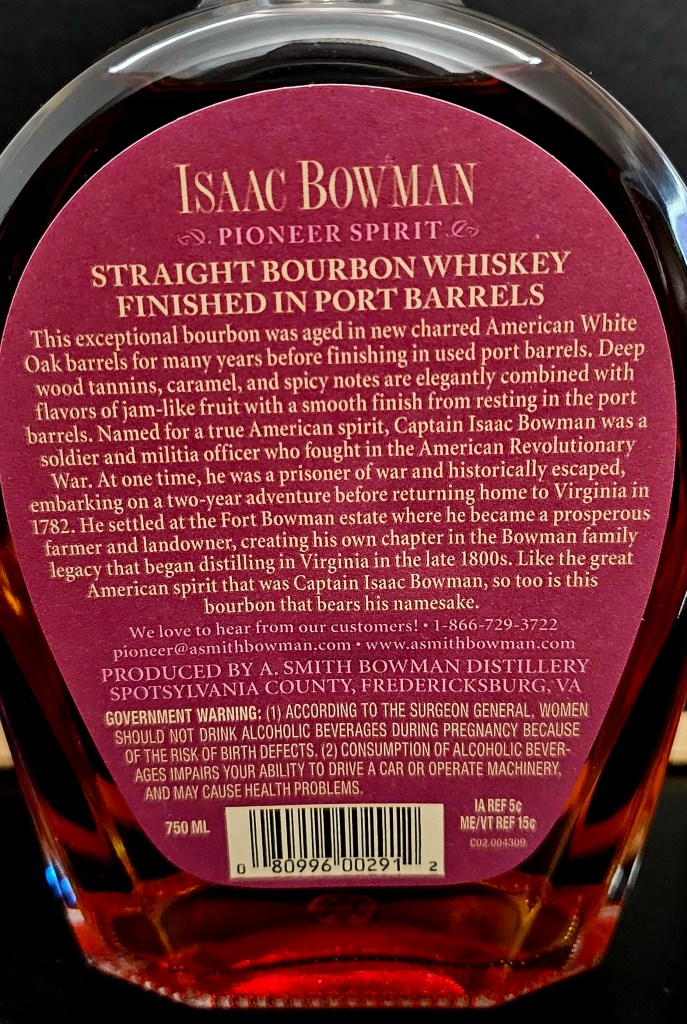 ISAAC BOWMAN
PIONEER SPIRIT
STRAIGHT BOURBON WHISKEY
FINISHED IN PORT BARRELS
This exceptional bourbon was aged in new charred American White
Oak barrels for many years before finishing in used port barrels. Deep
wood tannins, caramel, and spicy notes are elegantly combined with
flavors of jam-like fruit with a smooth finish from resting in the port
barrels. Named for a true American spirit, Captain Isaac Bowman was a
soldier and militia officer who fought in the American Revolutionary
War. At one time, he was a prisoner of war and historically escaped,
embarking on a two-year adventure before returning home to Virginia in
1782. He settled at the Fort Bowman estate where he became a prosperous
farmer and landowner, creating his own chapter in the Bowman family
legacy that began distilling in Virginia in the late 1800s. Like the great
American spirit that was Captain Isaac Bowman, so too is this
bourbon that bears his namesake.
We love to hear from our customers! • 1-866-729-3722
pioneer@asmithbowman.com • www.asmithbowman.com
PRODUCED BY A. SMITH BOWMAN DISTILLERY
SPOTSYLVANIA COUNTY, FREDERICKSBURG, VA
GOVERNMENT WARNING: (1) ACCORDING TO THE SURGEON GENERAL, WOMEN
SHOULD NOT DRINK ALCOHOLIC BEVERAGES DURING PREGNANCY BECAUSE
OF THE RISK OF BIRTH DEFECTS. (2) CONSUMPTION OF ALCOHOLIC BEVER-
AGES IMPAIRS YOUR ABILITY TO DRIVE A CAR OR OPERATE MACHINERY,
AND MAY CAUSE HEALTH PROBLEMS.
750 ML
0 80996 00291 2
IA REF 5¢
ME/VT REF 15¢
C02 004309